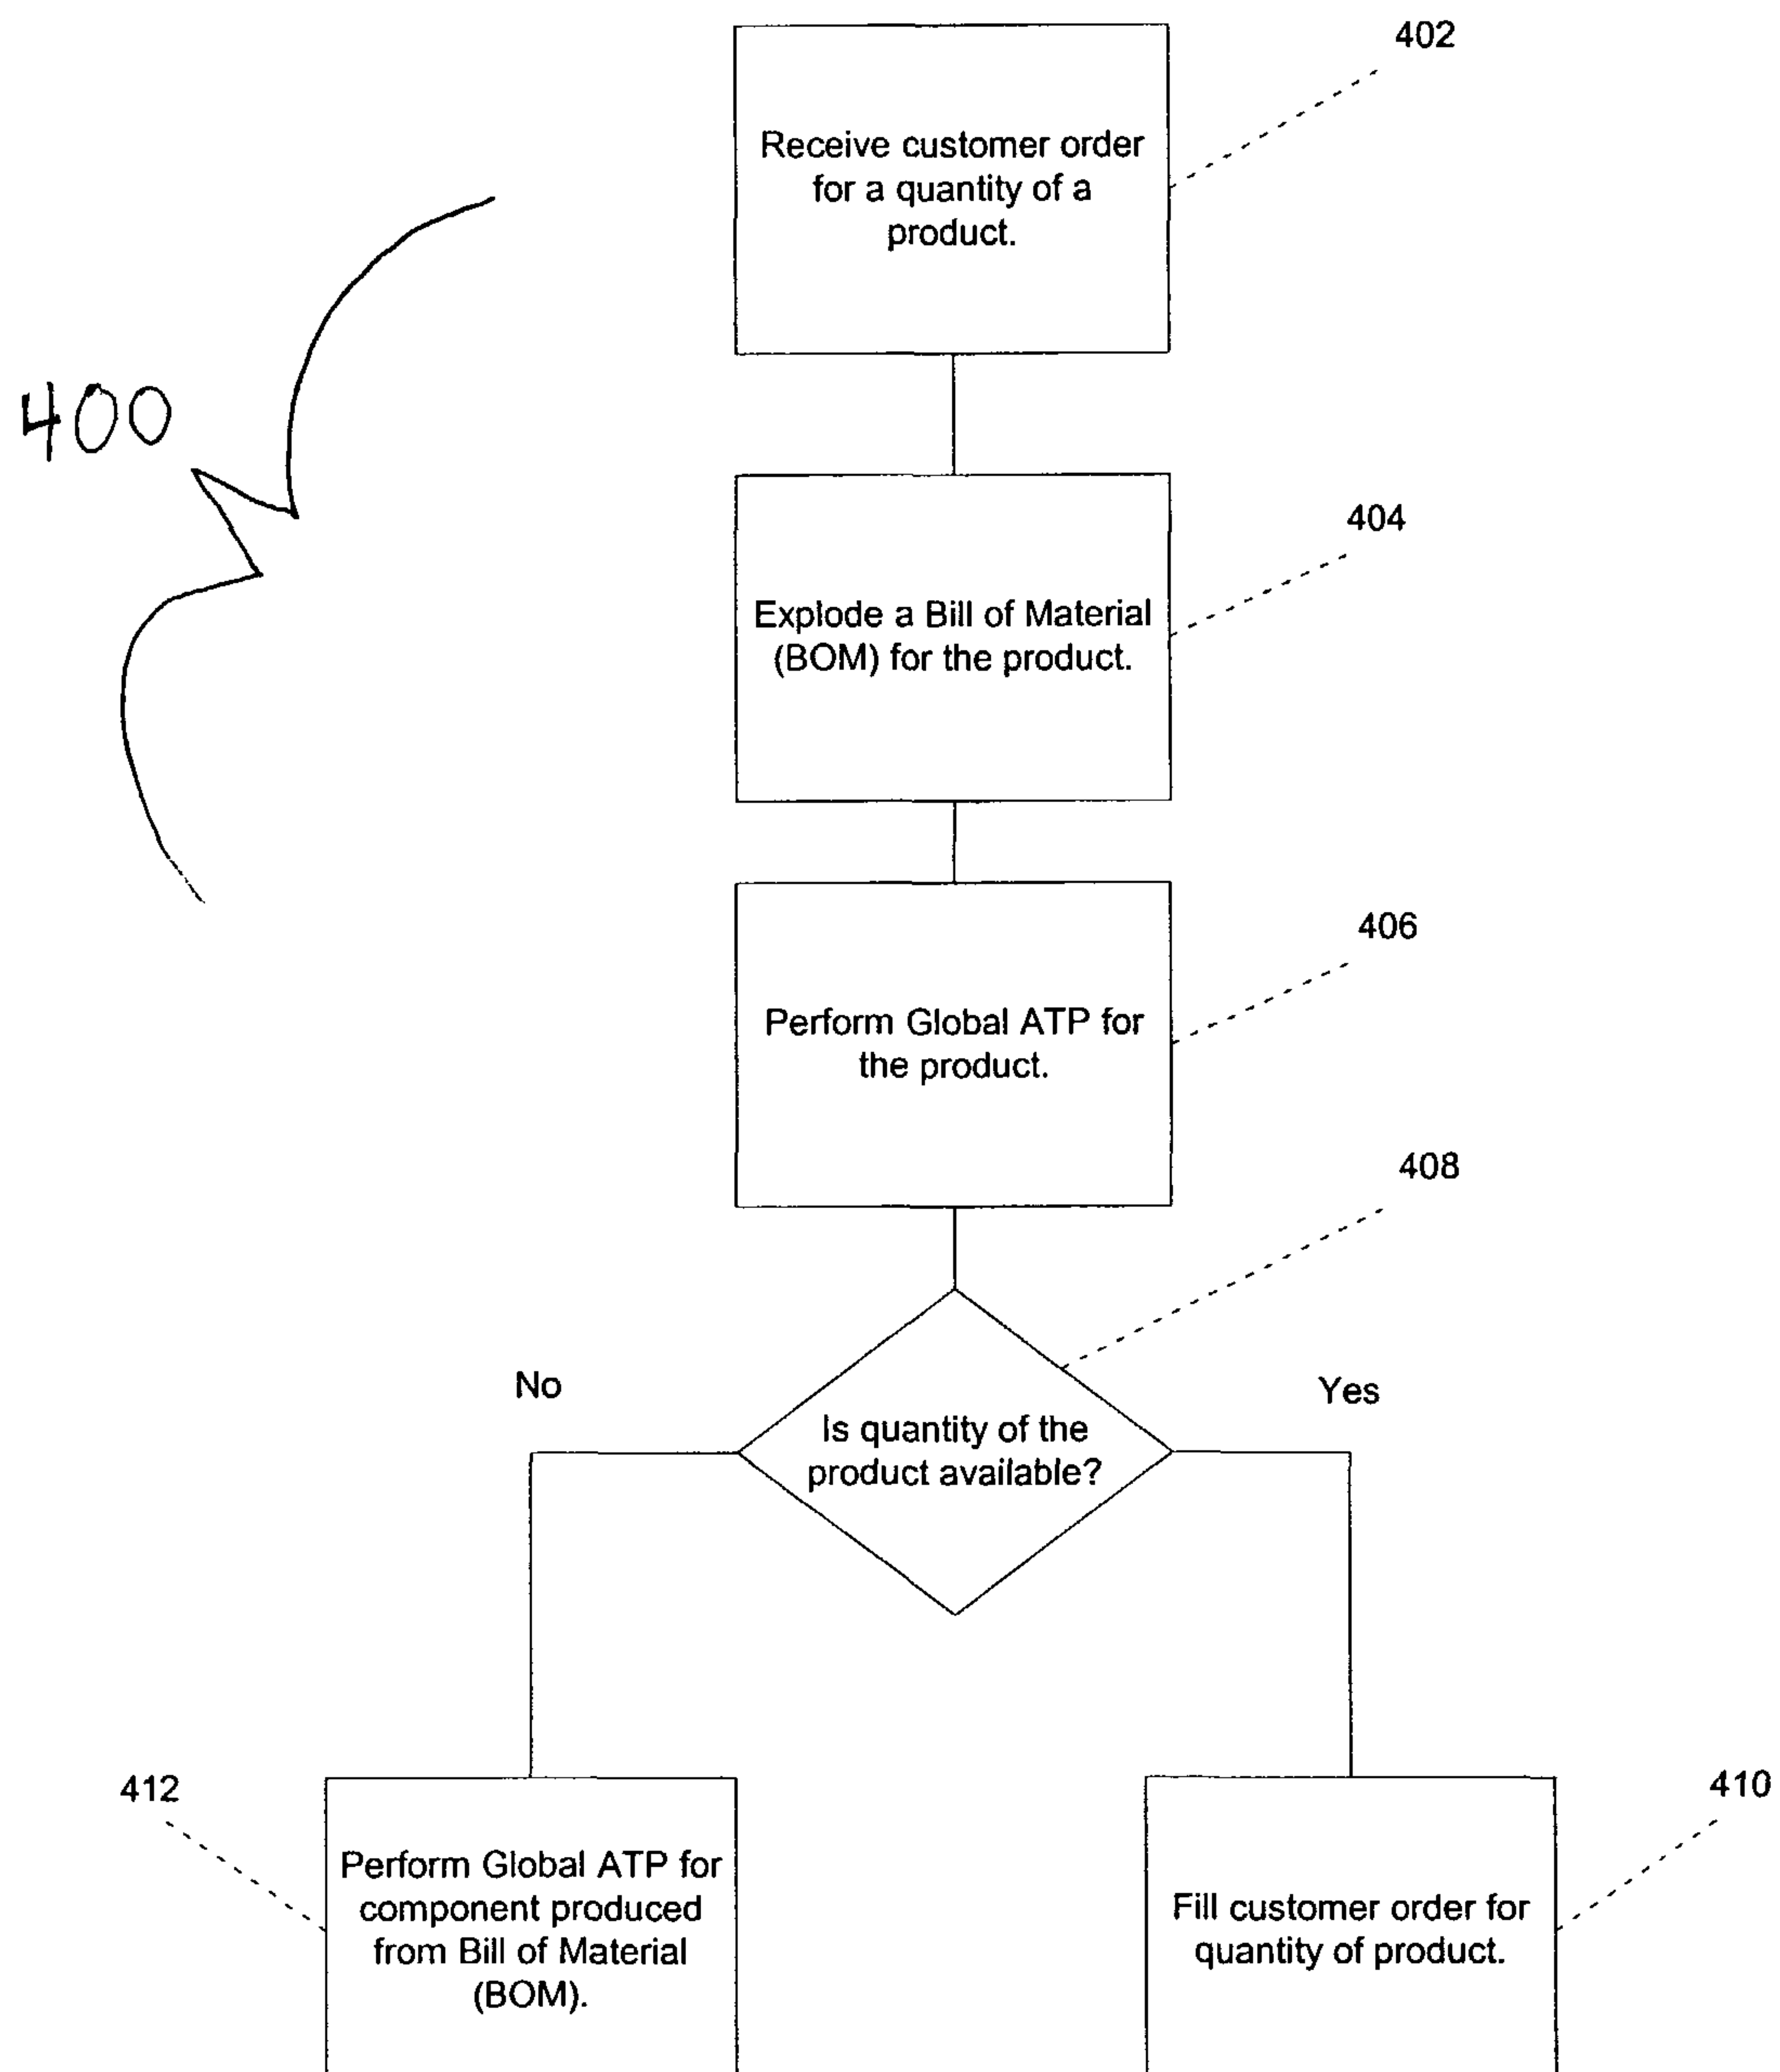 402
Receive customer order
for a quantity of a
product.
400
404
Explode a Bill of Material
(BOM) for the product.
406
Perform Global ATP for
the product.
408
No
Yes
Is quantity of the
product available?
412
410
Perform Global ATP for
component produced
from Bill of Material
(BOM).
Fill customer order for
quantity of product.